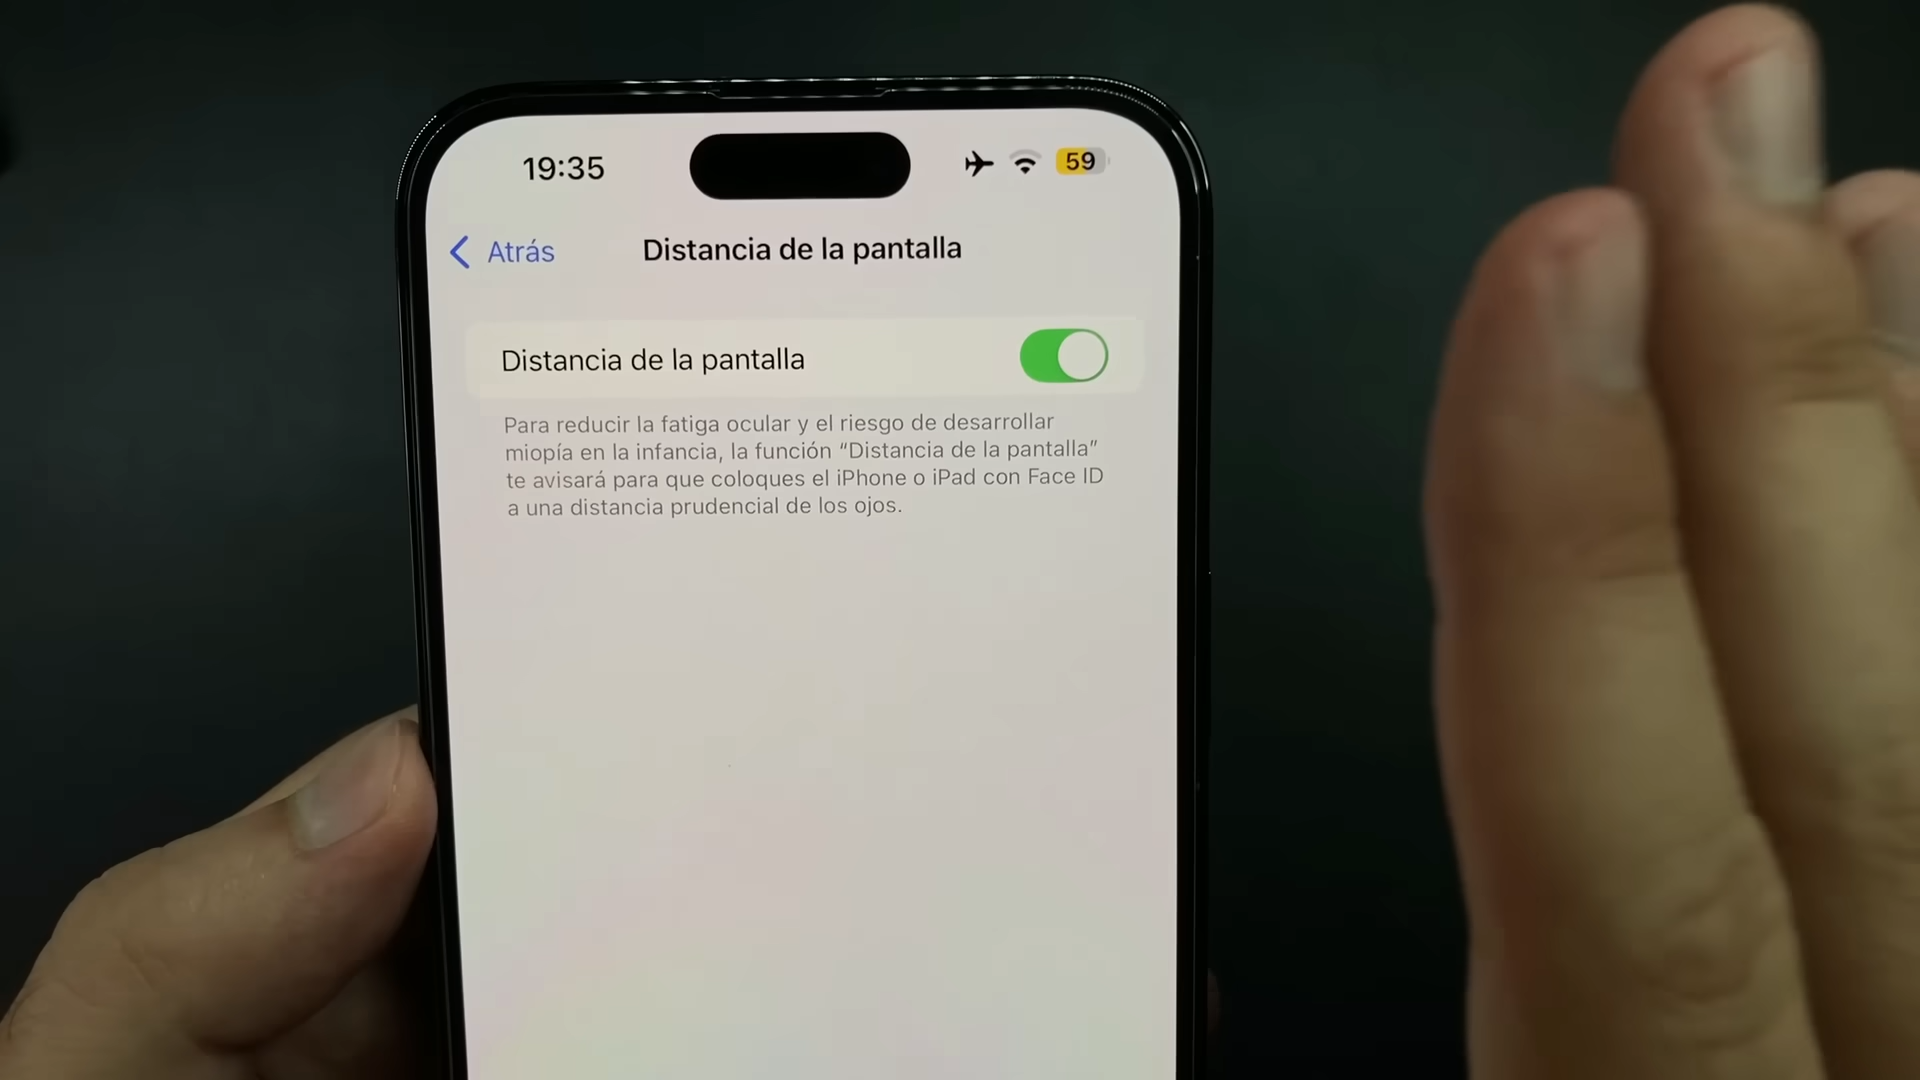 19:35
59
Atrás
Distancia de la pantalla
Distancia de la pantalla
Para reducir la fatiga ocular y el riesgo de desarrollar
miopía en la infancia, la función “Distancia de la pantalla”
te avisará para que coloques el iPhone o iPad con Face ID
a una distancia prudencial de los ojos.